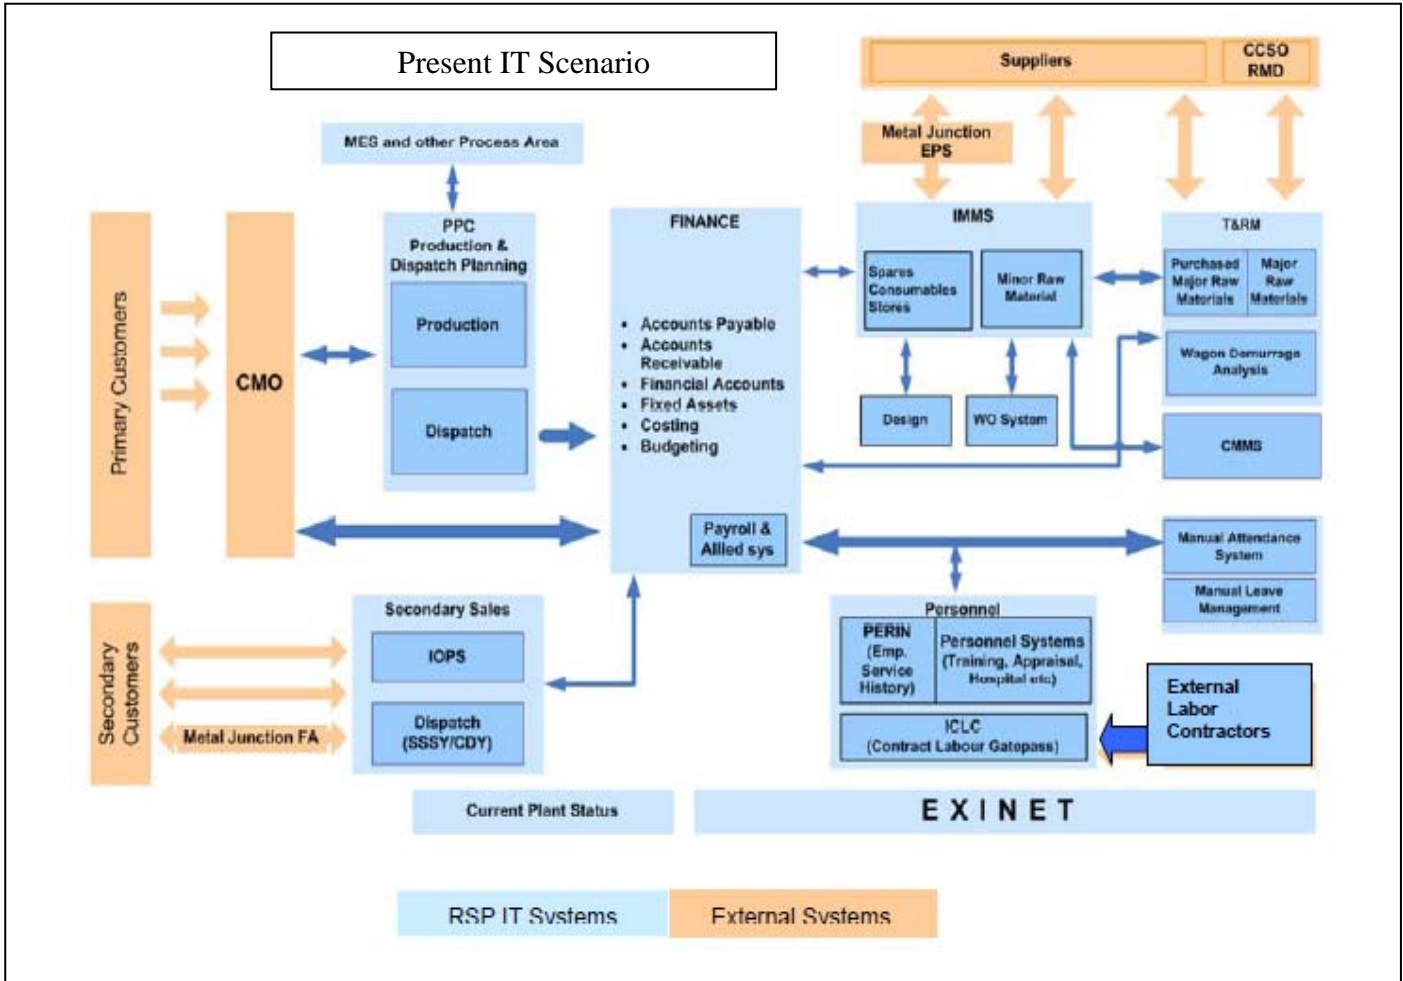 Present IT Scenario
Suppliers
CCSO
RMD
Metal Junction
EPS
MES and other Process Area
Primary Customers
CMO
PPC
Production &
Dispatch Planning
Production
Dispatch
FINANCE
• Accounts Payable
• Accounts
Receivable
• Financial Accounts
• Fixed Assets
• Costing
• Budgeting
Payroll &
Allied sys
IMMS
Spares
Consumables
Stores
Minor Raw
Material
Design
WO System
T&RM
Purchased
Major Raw
Materials
Major
Raw
Materials
Wagon Demurrage
Analysis
CMMS
Manual Attendance
System
Manual Leave
Management
Secondary
Customers
Metal Junction FA
Secondary Sales
IOPS
Dispatch
(SSSY/CDY)
Personnel
PERIN
(Emp.
Service
History)
Personnel Systems
(Training, Appraisal,
Hospital etc)
ICLC
(Contract Labour Gatepass)
External
Labor
Contractors
Current Plant Status
EXINET
RSP IT Systems
External Systems